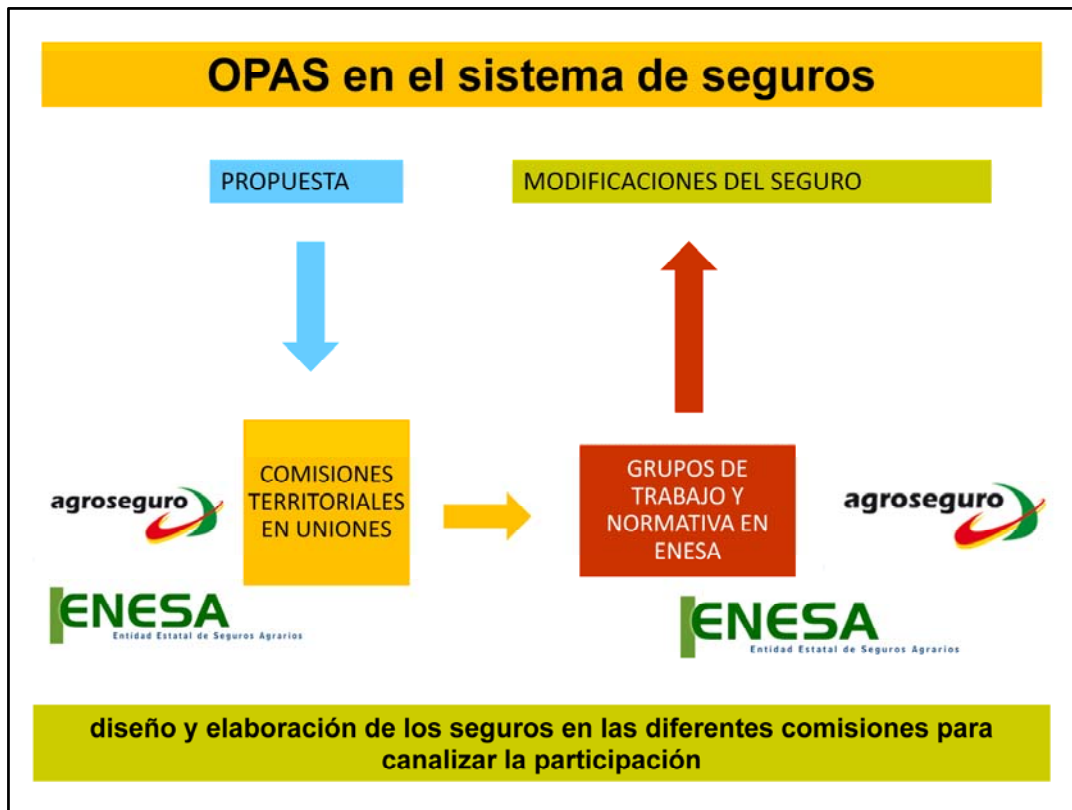 OPAS en el sistema de seguros
PROPUESTA
MODIFICACIONES DEL SEGURO
COMISIONES
TERRITORIALES
EN UNIONES
GRUPOS DE
TRABAJO Y
NORMATIVA EN
ENESA
agroseguro
agroseguro
ENESA
Entidad Estatal de Seguros Agrarios
ENESA
Entidad Estatal de Seguros Agrarios
diseño y elaboración de los seguros en las diferentes comisiones para
canalizar la participación